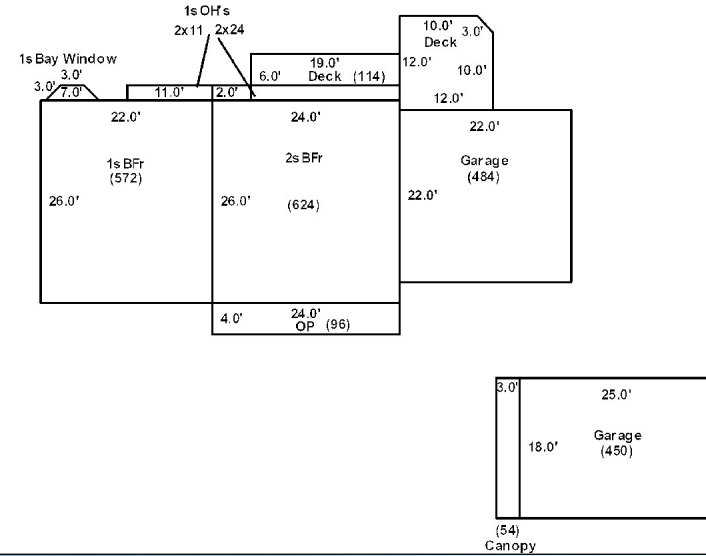 1s OH's
2x11 2x24
1s Bay Window
3.0'
3.0'
7.0'
11.0'
2.0'
6.0'
19.0'
Deck (114)
10.0'
3.0'
Deck
12.0'
10.0'
12.0'
22.0'
1s BFr
(572)
26.0'
24.0'
2s BFr
26.0'
(624)
22.0'
Garage
(484)
22.0'
4.0'
24.0'
OP (96)
3.0'
25.0'
18.0'
Garage
(450)
(54)
Canopy